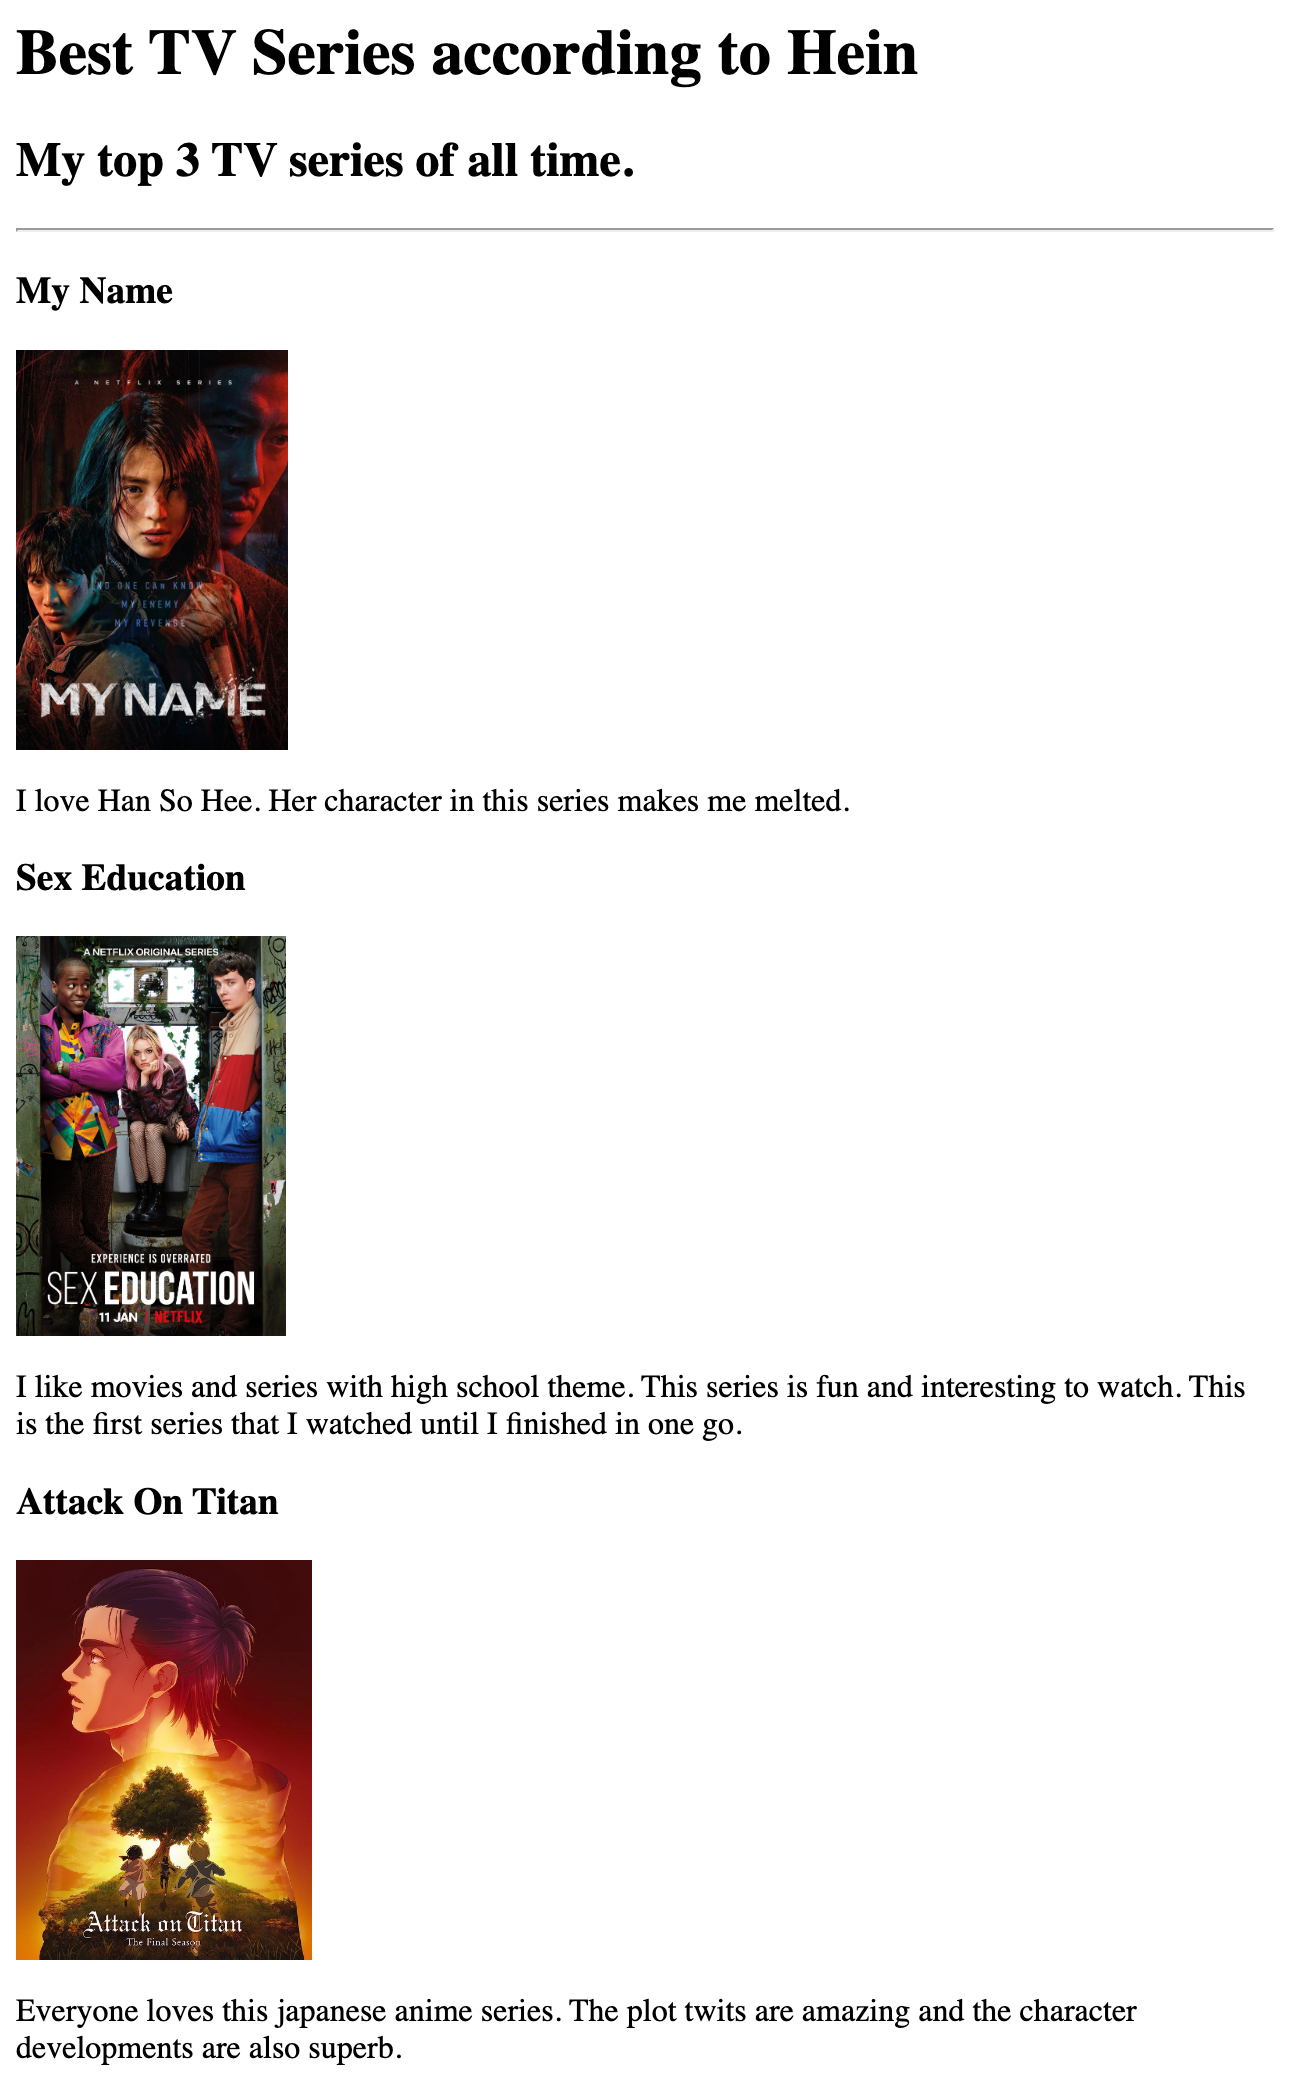 Best TV Series according to Hein
My top 3 TV series of all time.
My Name
A NETFLIX SERIES
NO ONE CAN KNOW
MY ENEMY
MY REVENGE
MY NAME
I love Han So Hee. Her character in this series makes me melted.
Sex Education
A NETFLIX ORIGINAL SERIES
EXPERIENCE IS OVERRATED
SEX EDUCATION
11 JAN | NETFLIX
I like movies and series with high school theme. This series is fun and interesting to watch. This
is the first series that I watched until I finished in one go.
Attack On Titan
Attack on Titan
The Final Season
Everyone loves this japanese anime series. The plot twits are amazing and the character
developments are also superb.